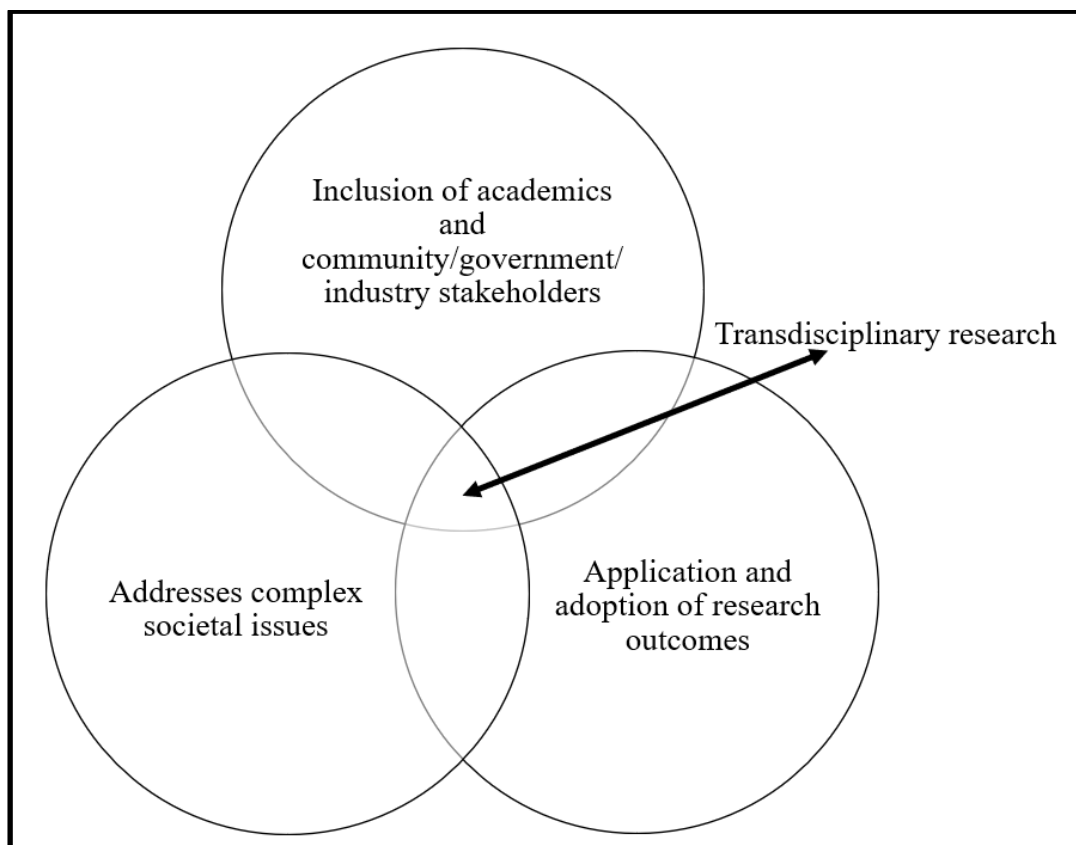 Inclusion of academics
and
community/government/
industry stakeholders
Transdisciplinary research
Addresses complex
societal issues
Application and
adoption of research
outcomes